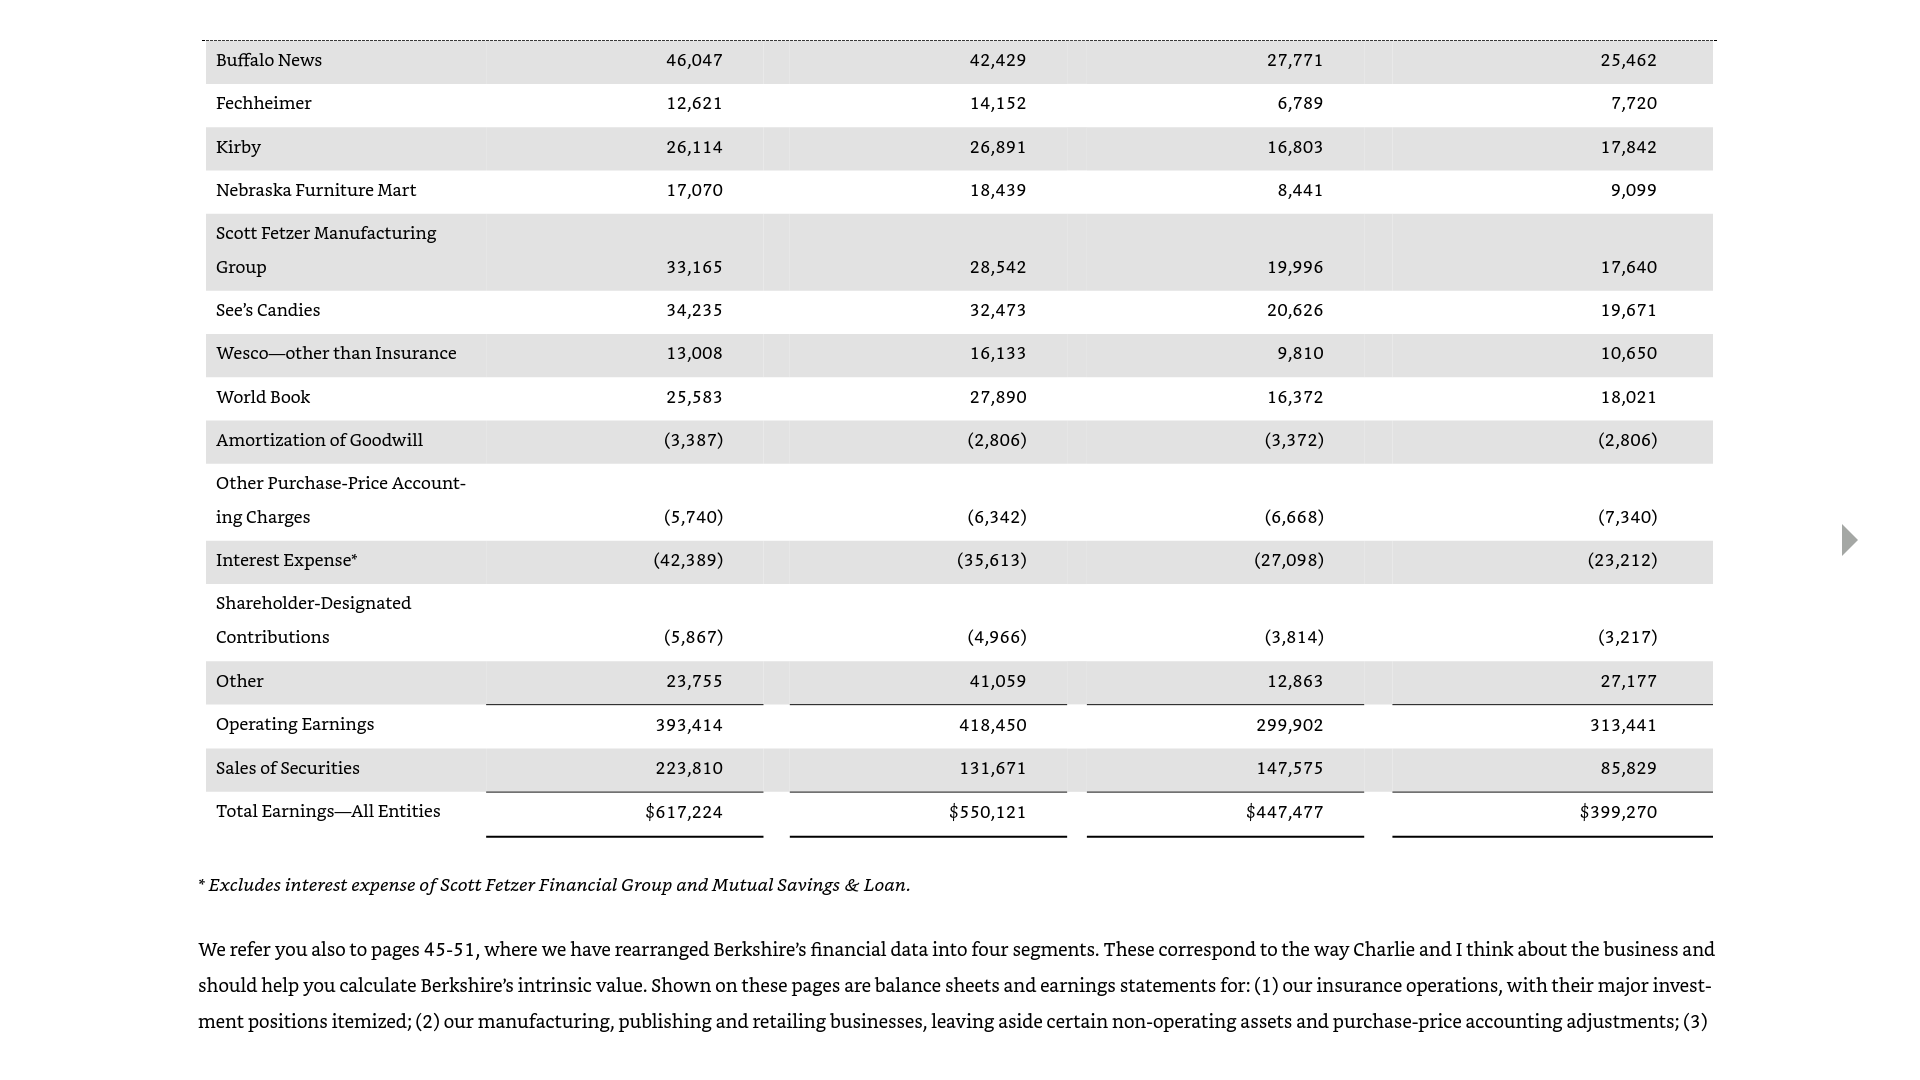 Buffalo News 46,047 42,429 27,771 25,462
Fechheimer 12,621 14,152 6,789 7,720
Kirby 26,114 26,891 16,803 17,842
Nebraska Furniture Mart 17,070 18,439 8,441 9,099
Scott Fetzer Manufacturing
Group 33,165 28,542 19,996 17,640
See’s Candies 34,235 32,473 20,626 19,671
Wesco—other than Insurance 13,008 16,133 9,810 10,650
World Book 25,583 27,890 16,372 18,021
Amortization of Goodwill (3,387) (2,806) (3,372) (2,806)
Other Purchase-Price Account-
ing Charges (5,740) (6,342) (6,668) (7,340)
Interest Expense* (42,389) (35,613) (27,098) (23,212)
Shareholder-Designated
Contributions (5,867) (4,966) (3,814) (3,217)
Other 23,755 41,059 12,863 27,177
Operating Earnings 393,414 418,450 299,902 313,441
Sales of Securities 223,810 131,671 147,575 85,829
Total Earnings—All Entities $617,224 $550,121 $447,477 $399,270
* Excludes interest expense of Scott Fetzer Financial Group and Mutual Savings & Loan.
We refer you also to pages 45-51, where we have rearranged Berkshire’s financial data into four segments. These correspond to the way Charlie and I think about the business and
should help you calculate Berkshire’s intrinsic value. Shown on these pages are balance sheets and earnings statements for: (1) our insurance operations, with their major invest-
ment positions itemized; (2) our manufacturing, publishing and retailing businesses, leaving aside certain non-operating assets and purchase-price accounting adjustments; (3)